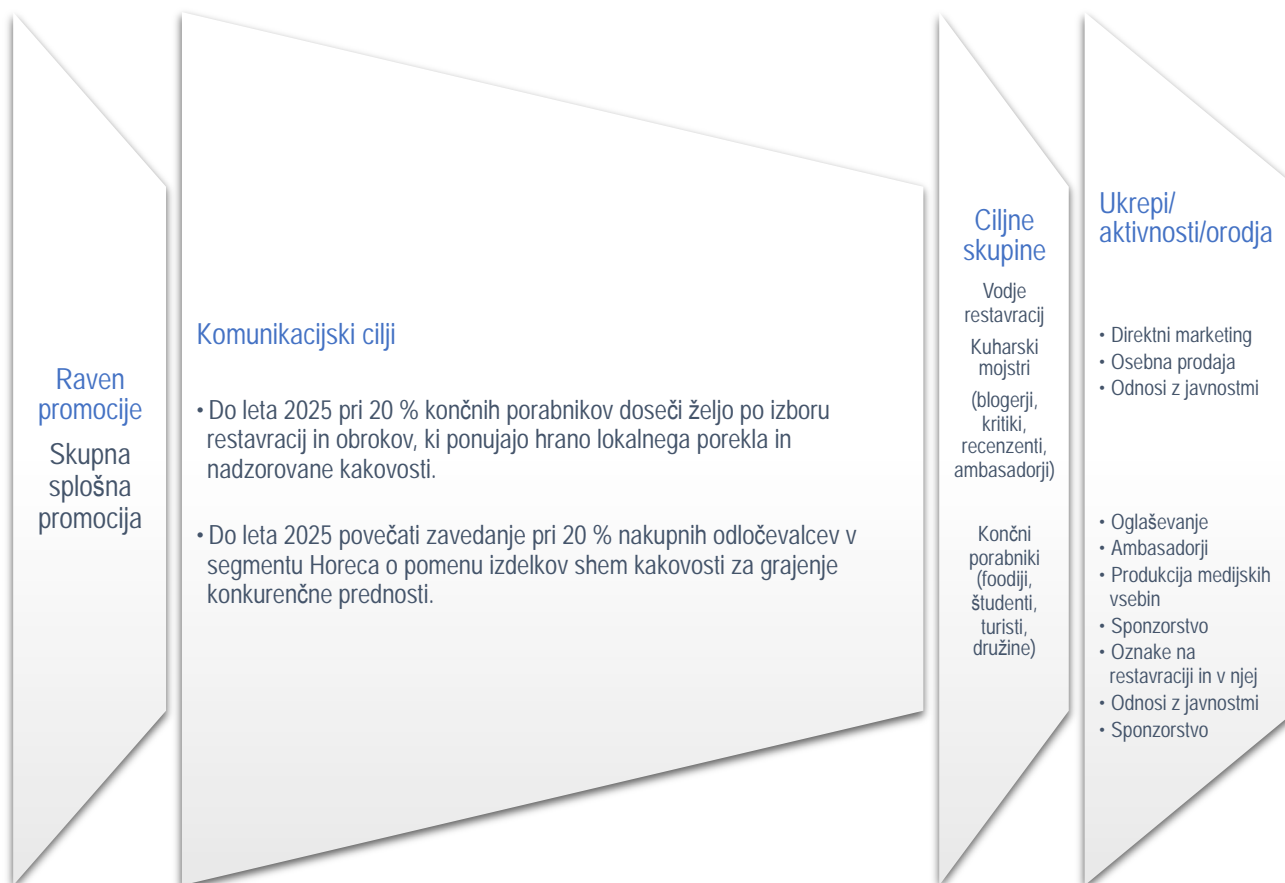 Raven
promocije
Skupna
splošna
promocija
Komunikacijski cilji
• Do leta 2025 pri 20 % končnih porabnikov doseči željo po izboru
restavracij in obrokov, ki ponujajo hrano lokalnega porekla in
nadzorovane kakovosti.
• Do leta 2025 povečati zavedanje pri 20 % nakupnih odločevalcev v
segmentu Horeca o pomenu izdelkov shem kakovosti za grajenje
konkurenčne prednosti.
Ciljne
skupine
Vodje
restavracij
Kuharski
mojstri
(blogerji,
kritiki,
recenzenti,
ambasadorji)
Končni
porabniki
(foodiji,
študenti,
turisti,
družine)
Ukrepi/
aktivnosti/orodja
• Direktni marketing
• Osebna prodaja
• Odnosi z javnostmi
• Oglaševanje
• Ambasadorji
• Produkcija medijskih
vsebin
• Sponzorstvo
• Oznake na
restavraciji in v njej
• Odnosi z javnostmi
• Sponzorstvo